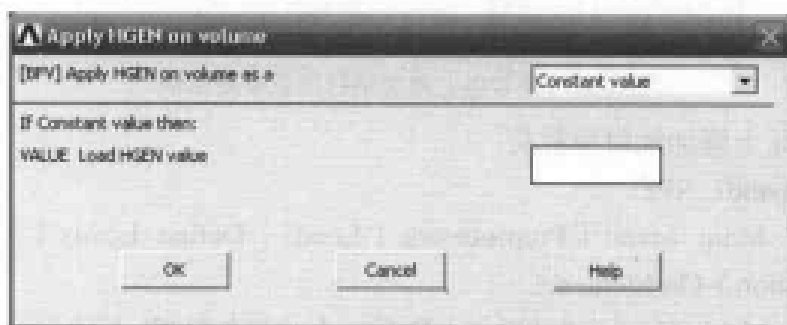 Apply HGEN on volume
[BFV] Apply HGEN on volume as a
Constant value
If Constant value then:
VALUE Load HGEN value
OK
Cancel
Help